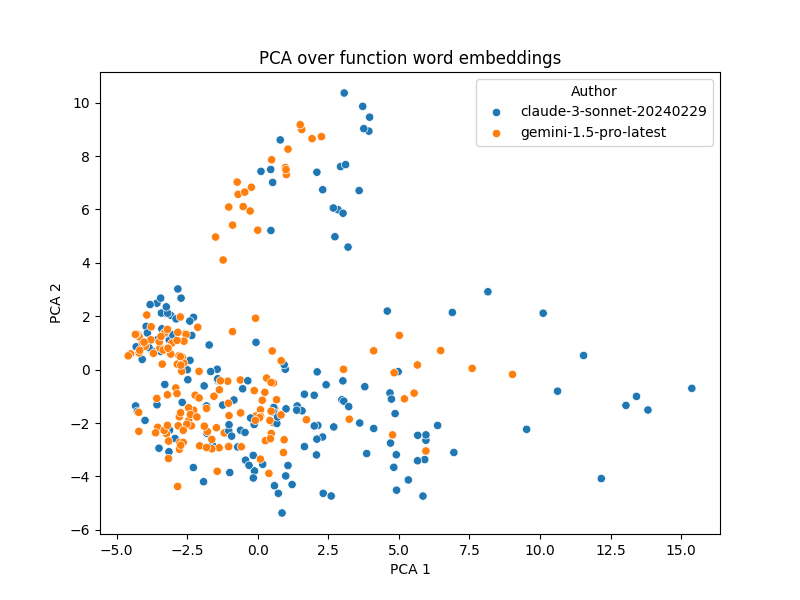 PCA over function word embeddings
Author
claude-3-sonnet-20240229
gemini-1.5-pro-latest
PCA 2
10
8
6
4
2
0
−2
−4
−6
−5.0 −2.5 0.0 2.5 5.0 7.5 10.0 12.5 15.0
PCA 1